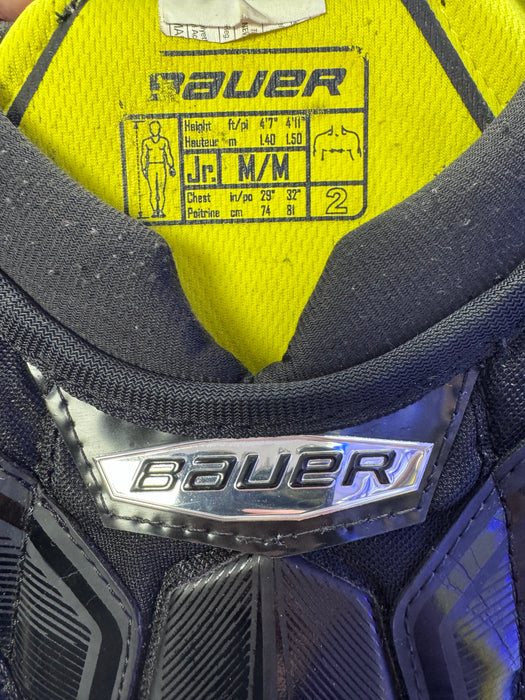 BAUER
Height ft/pi 4'7" 4'11"
Hauteur m 1.40 1.50
Jr. M/M
Chest in/po 29" 32"
Poitrine cm 74 81
2
BAUER